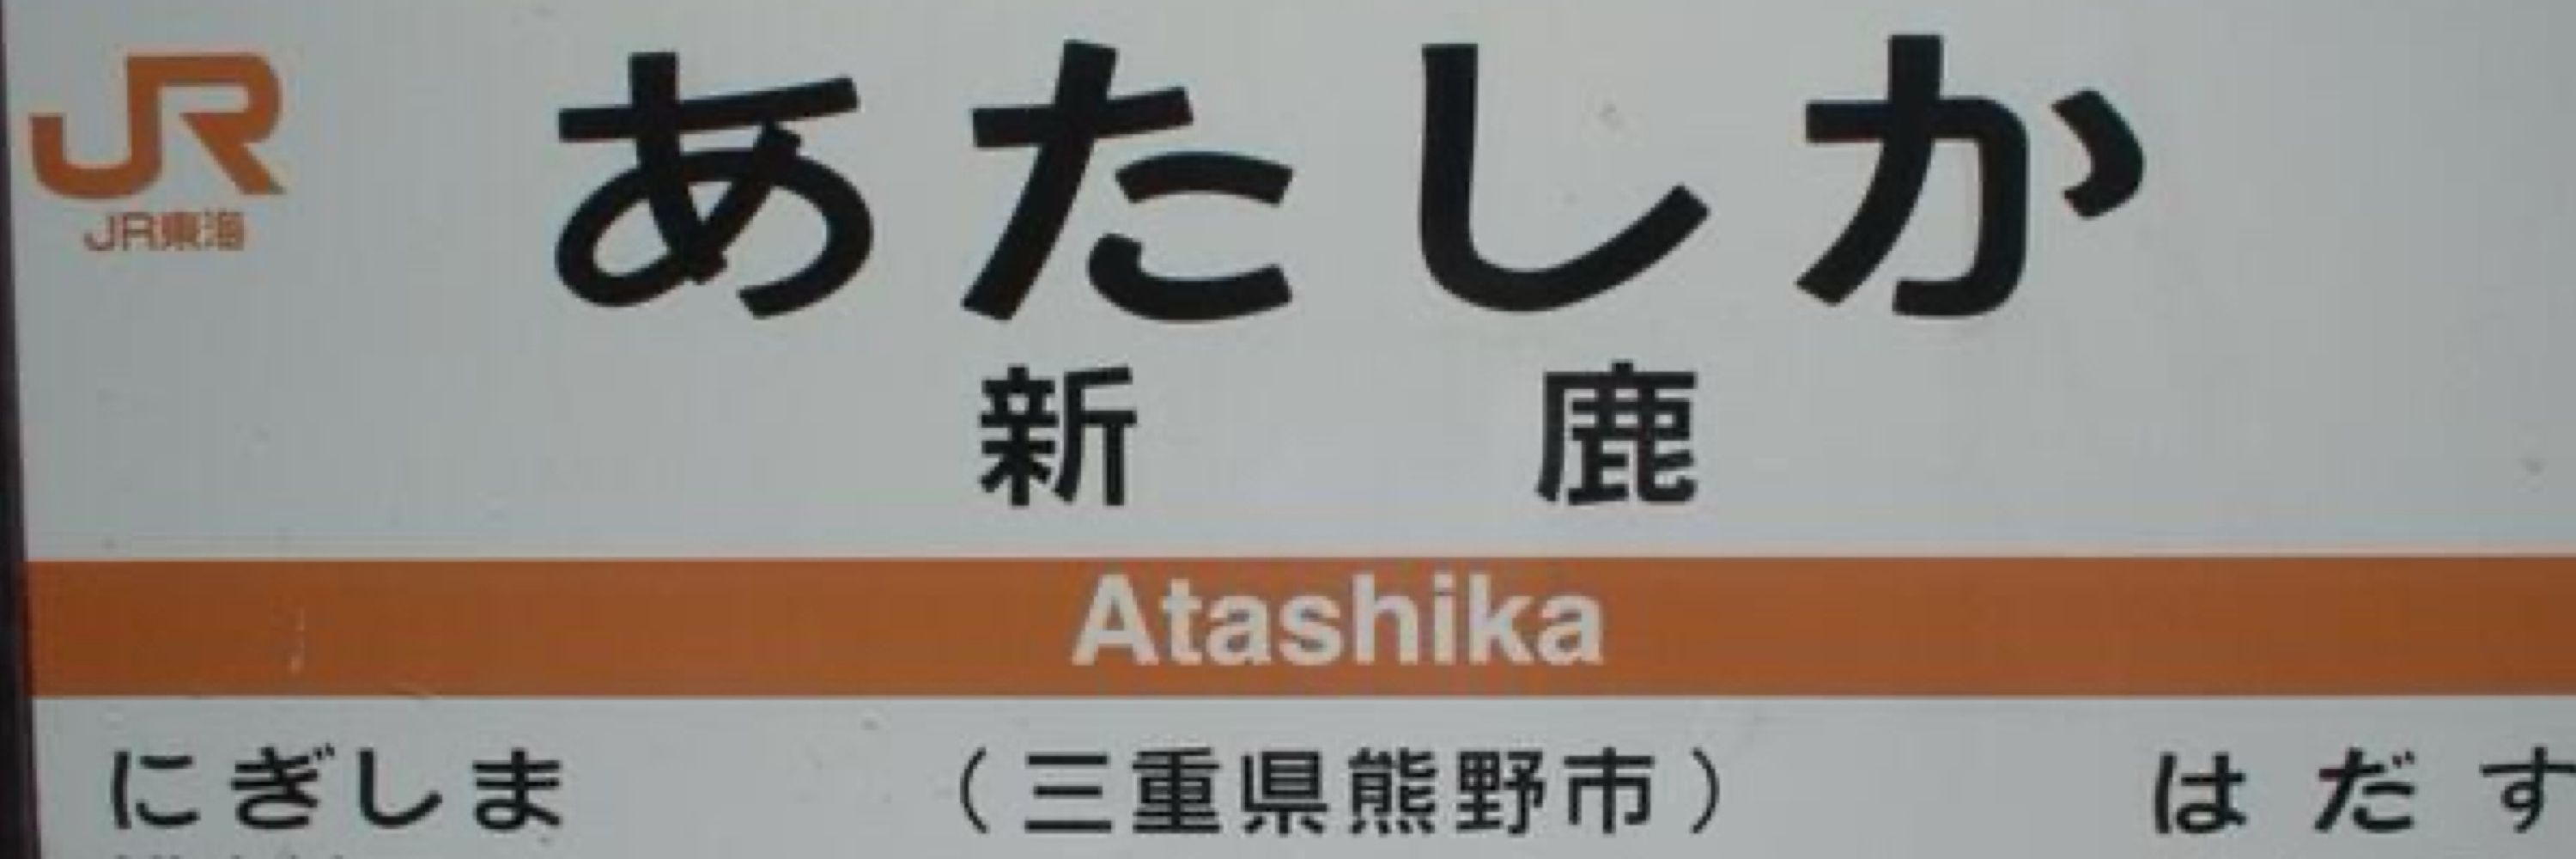 JR
JR東海
あたしか
新鹿
Atashika
にぎしま （三重県熊野市） はだす